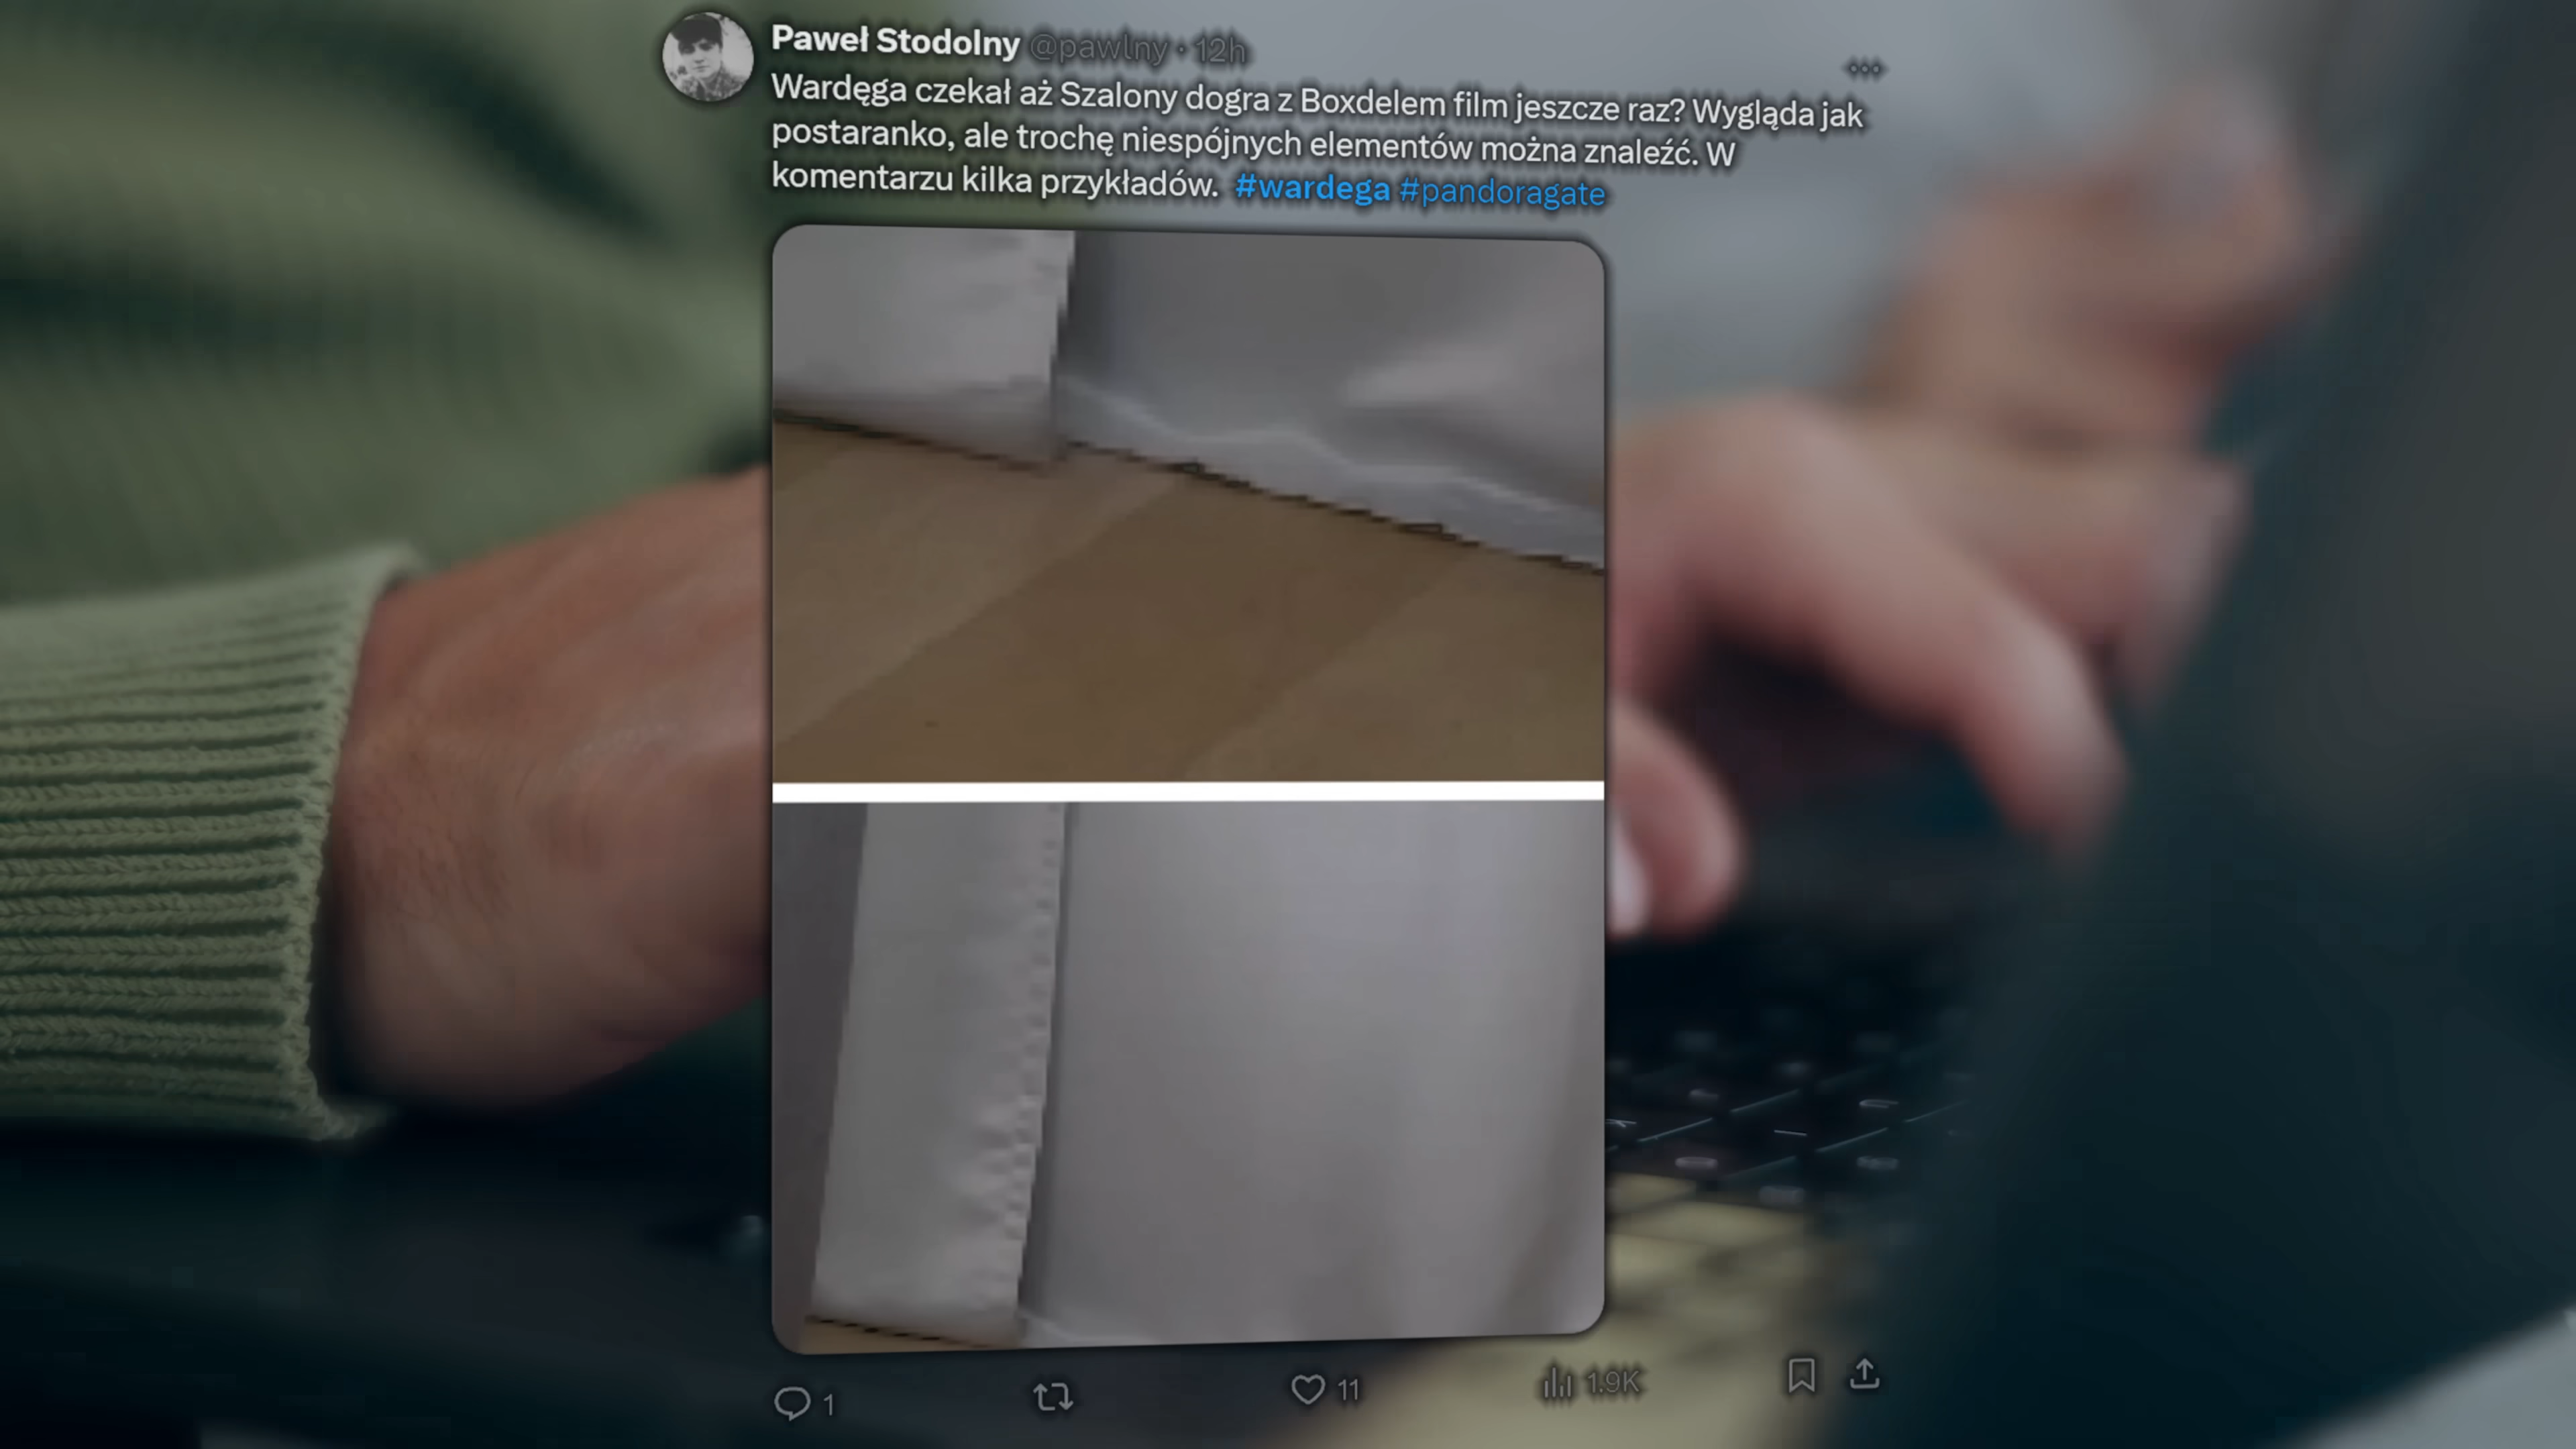 Paweł Stodolny @pawlny · 12h
Wardęga czekał aż Szalony dogra z Boxdelem film jeszcze raz? Wygląda jak
postaranko, ale trochę niespójnych elementów można znaleźć. W
komentarzu kilka przykładów. #wardega #pandoragate
1
11
1.9K